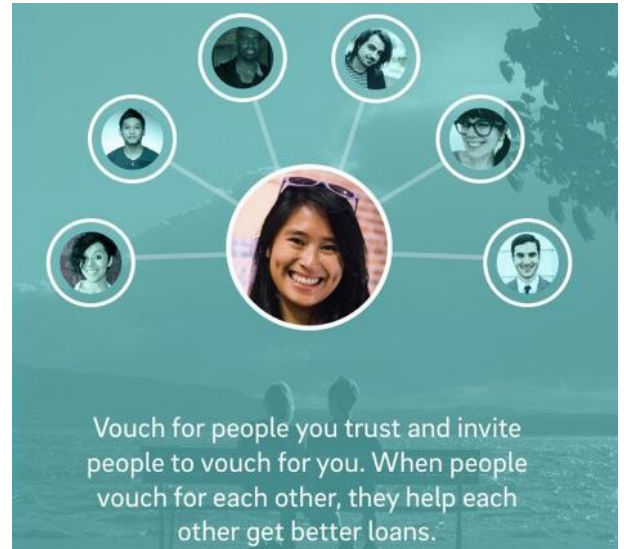 Vouch for people you trust and invite
people to vouch for you. When people
vouch for each other, they help each
other get better loans.